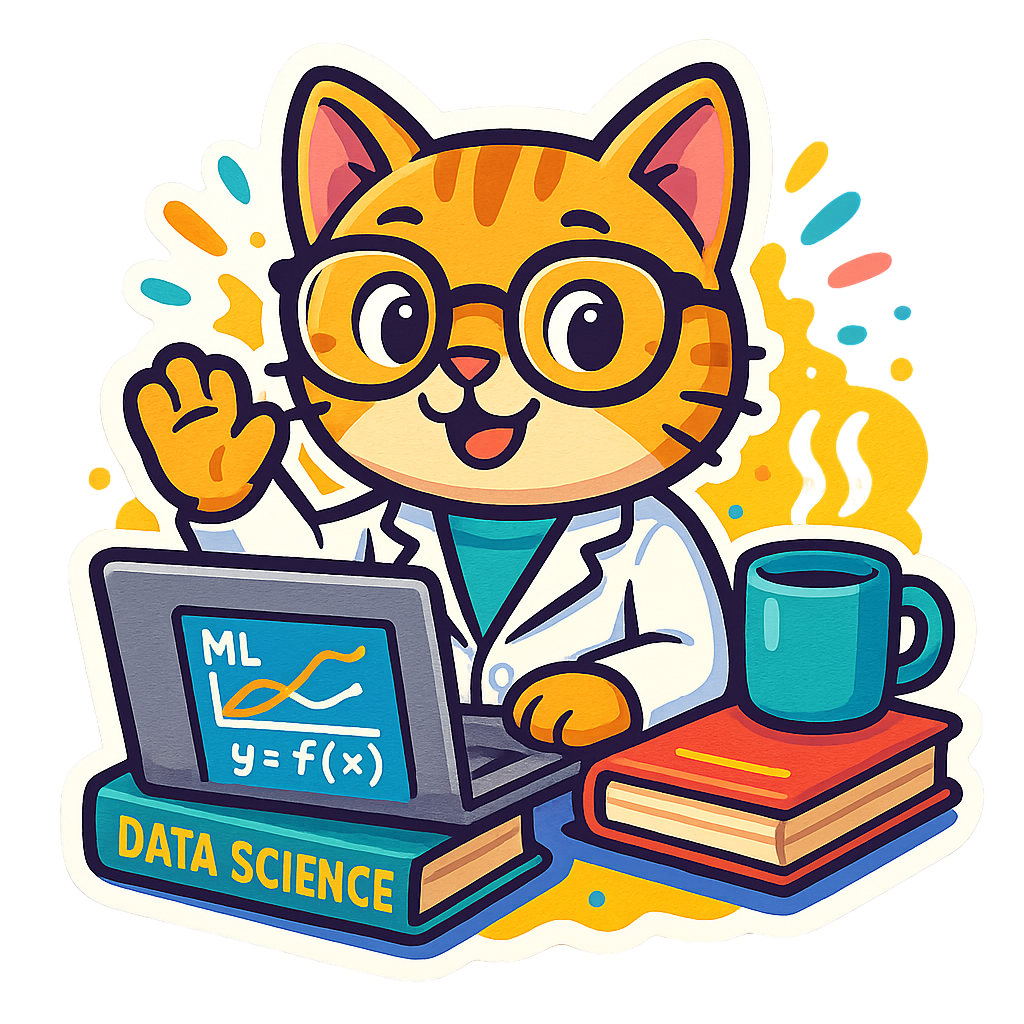 ML
y = f(x)
DATA SCIENCE